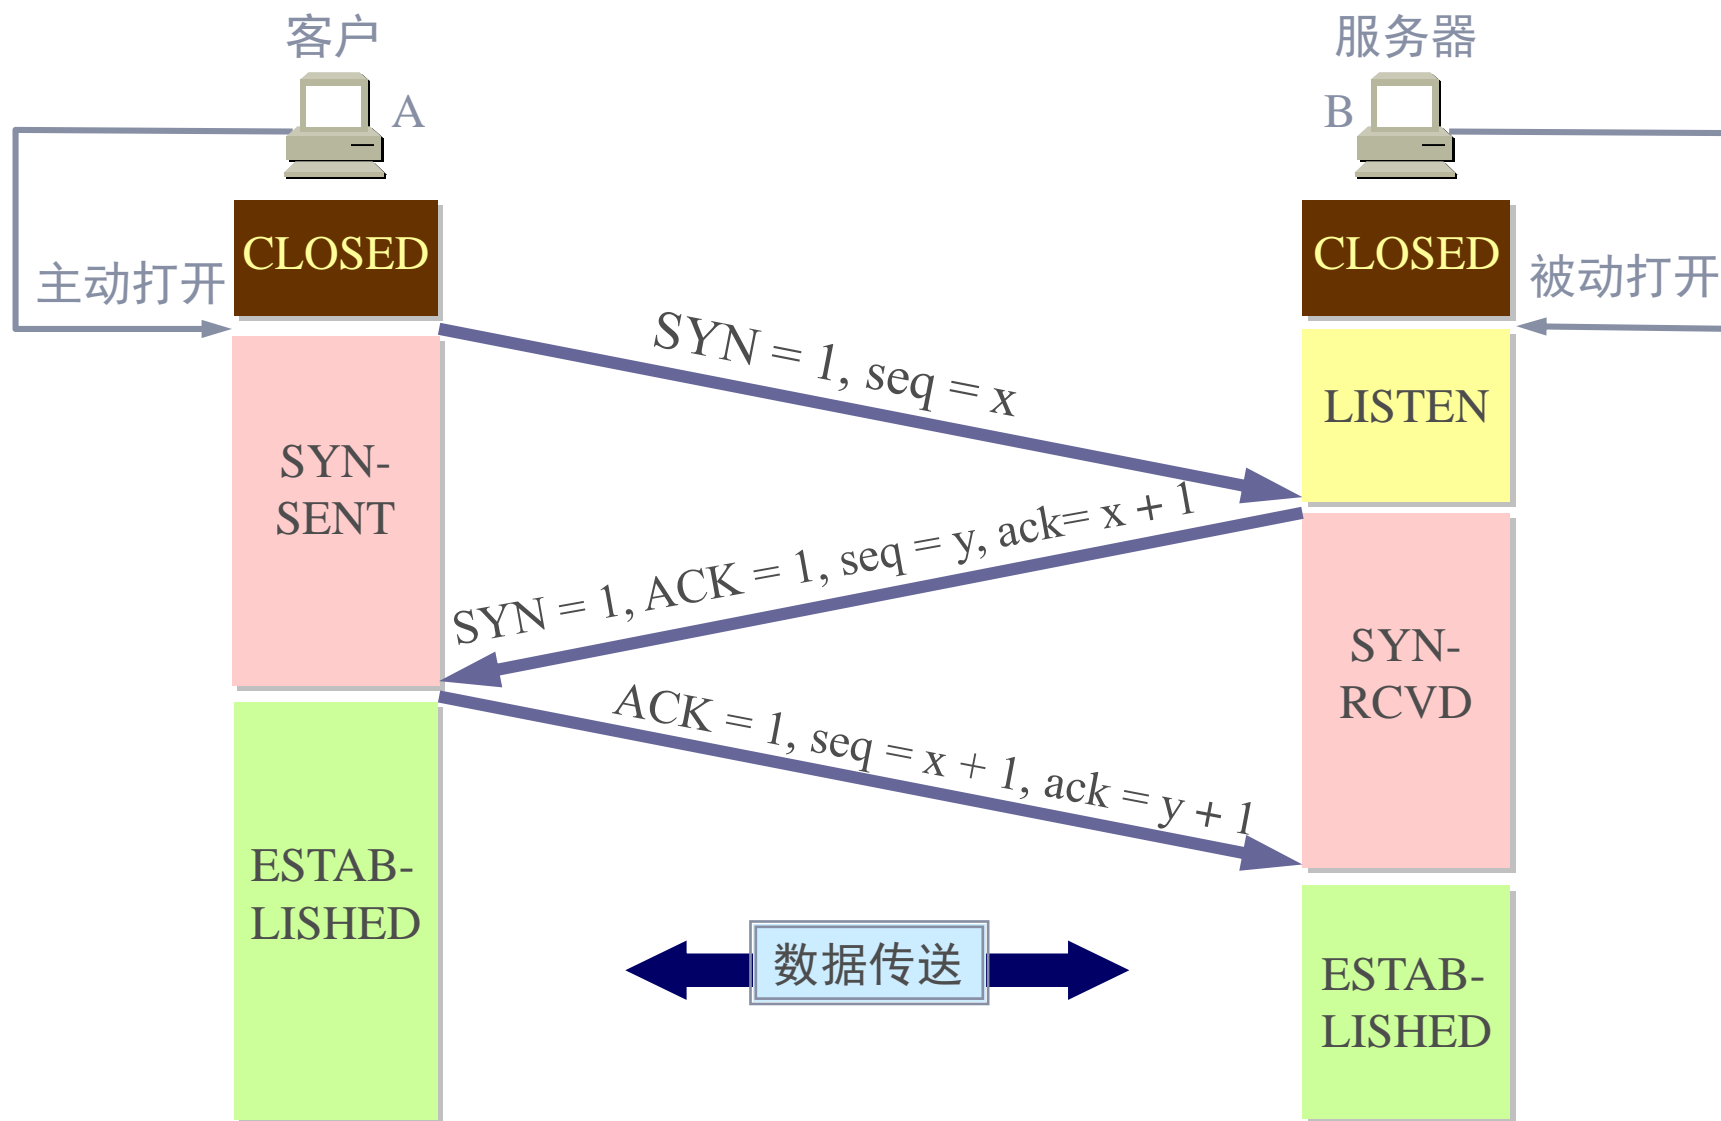 客户
服务器
A
B
CLOSED
CLOSED
主动打开
被动打开
SYN = 1, seq = x
LISTEN
SYN-
SENT
SYN = 1, ACK = 1, seq = y, ack= x + 1
SYN-
RCVD
ACK = 1, seq = x + 1, ack = y + 1
ESTAB-
LISHED
数据传送
ESTAB-
LISHED